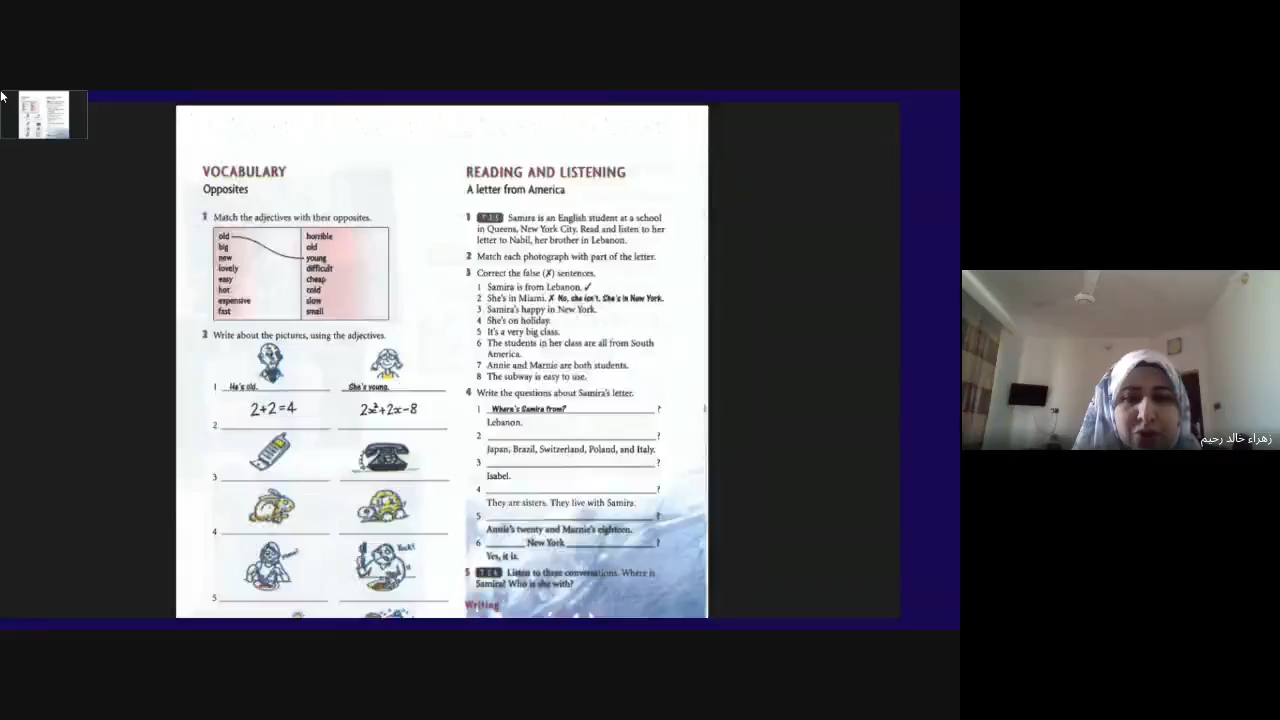 VOCABULARY
Opposites
1 Match the adjectives with their opposites.
old horrible
big old
new young
lovely difficult
easy cheap
hot cold
expensive slow
fast small
2 Write about the pictures, using the adjectives.
1 He's old. She's young.
2+2=4 2x²+2x-8
2
3
4
Yuck!
5
READING AND LISTENING
A letter from America
1 Samira is an English student at a school
in Queens, New York City. Read and listen to her
letter to Nabil, her brother in Lebanon.
2 Match each photograph with part of the letter.
3 Correct the false (✗) sentences.
1 Samira is from Lebanon. ✓
2 She's in Miami. ✗ No, she isn't. She's in New York.
3 Samira's happy in New York.
4 She's on holiday.
5 It's a very big class.
6 The students in her class are all from South
America.
7 Annie and Marnie are both students.
8 The subway is easy to use.
4 Write the questions about Samira's letter.
1 Where's Samira from? ?
Lebanon.
2 ?
Japan, Brazil, Switzerland, Poland, and Italy.
3 ?
Isabel.
4 ?
They are sisters. They live with Samira.
5 ?
Annie's twenty and Marnie's eighteen.
6 New York ?
Yes, it is.
5 Listen to three conversations. Where is
Samira? Who is she with?
Writing
زهراء خالد رحيم